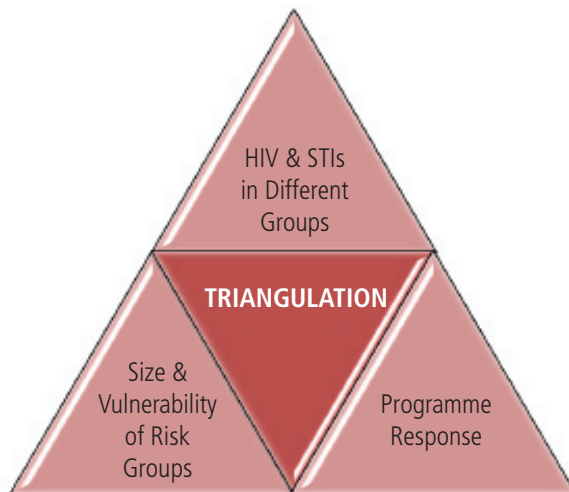 HIV & STIs
in Different
Groups
TRIANGULATION
Size &
Vulnerability
of Risk
Groups
Programme
Response